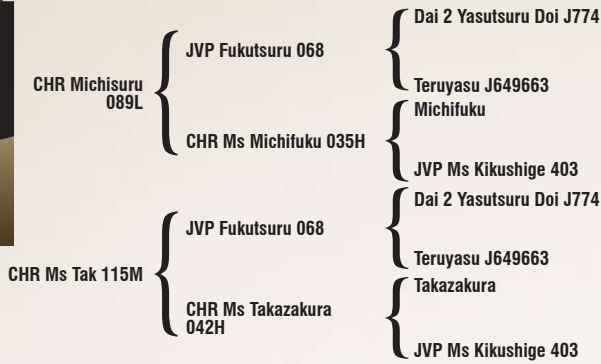 Dai 2 Yasutsuru Doi J774
JVP Fukutsuru 068
Teruyasu J649663
CHR Michisuru
089L
Michifuku
CHR Ms Michifuku 035H
JVP Ms Kikushige 403
Dai 2 Yasutsuru Doi J774
JVP Fukutsuru 068
Teruyasu J649663
CHR Ms Tak 115M
Takazakura
CHR Ms Takazakura
042H
JVP Ms Kikushige 403